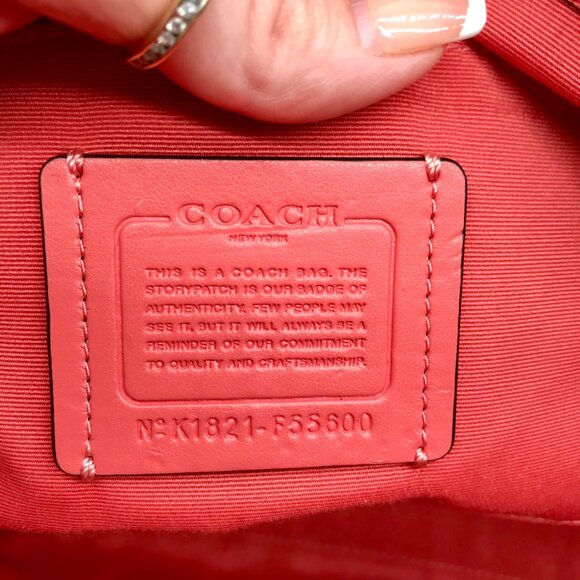 COACH
NEW YORK
THIS IS A COACH BAG. THE
STORYPATCH IS OUR BADGE OF
AUTHENTICITY. FEW PEOPLE MAY
SEE IT, BUT IT WILL ALWAYS BE A
REMINDER OF OUR COMMITMENT
TO QUALITY AND CRAFTSMANSHIP.
Nº K1821-F55600